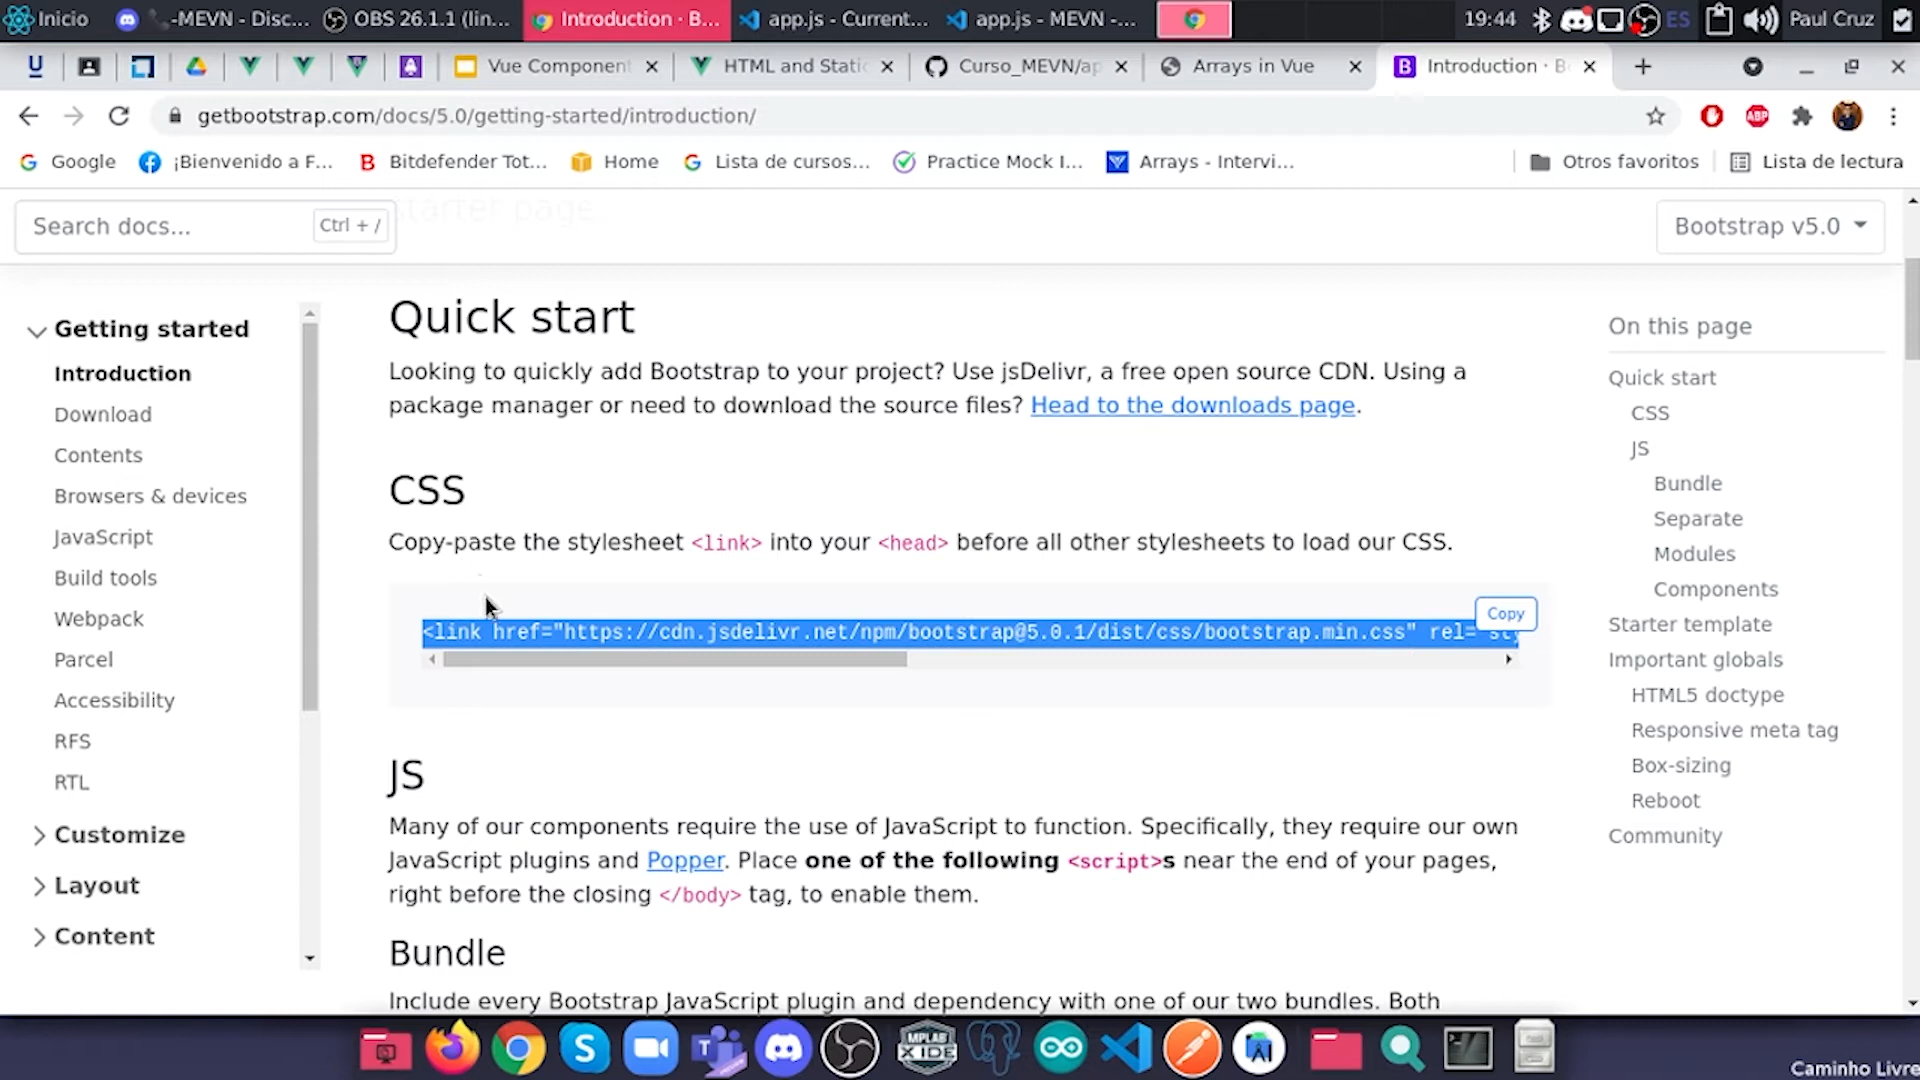 Inicio
-MEVN - Disc...
OBS 26.1.1 (lin...
Introduction · B...
app.js - Current...
app.js - MEVN -...
19:44
ES
Paul Cruz
U
Vue Component
HTML and Static
Curso_MEVN/ap
Arrays in Vue
B
Introduction · B
getbootstrap.com/docs/5.0/getting-started/introduction/
ABP
Google
¡Bienvenido a F...
Bitdefender Tot...
Home
Lista de cursos...
Practice Mock I...
Arrays - Intervi...
Otros favoritos
Lista de lectura
Search docs...
Ctrl + /
starter page.
Bootstrap v5.0
Getting started
Introduction
Download
Contents
Browsers & devices
JavaScript
Build tools
Webpack
Parcel
Accessibility
RFS
RTL
Customize
Layout
Content
Quick start
Looking to quickly add Bootstrap to your project? Use jsDelivr, a free open source CDN. Using a
package manager or need to download the source files? Head to the downloads page.
CSS
Copy-paste the stylesheet <link> into your <head> before all other stylesheets to load our CSS.
Copy
<link href="https://cdn.jsdelivr.net/npm/bootstrap@5.0.1/dist/css/bootstrap.min.css" rel="sty
JS
Many of our components require the use of JavaScript to function. Specifically, they require our own
JavaScript plugins and Popper. Place one of the following <script>s near the end of your pages,
right before the closing </body> tag, to enable them.
Bundle
Include every Bootstrap JavaScript plugin and dependency with one of our two bundles. Both
On this page
Quick start
CSS
JS
Bundle
Separate
Modules
Components
Starter template
Important globals
HTML5 doctype
Responsive meta tag
Box-sizing
Reboot
Community
MPLAB
X IDE
Caminho Livre